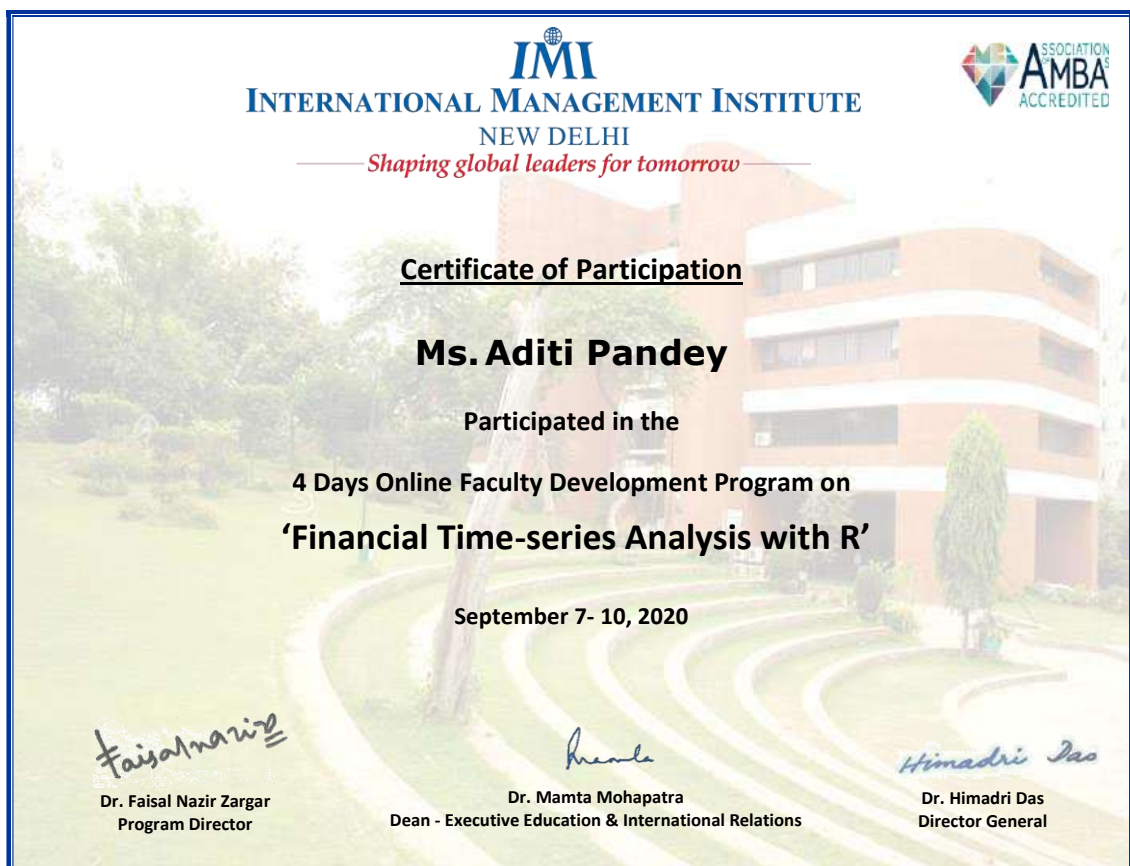 IMI
INTERNATIONAL MANAGEMENT INSTITUTE
NEW DELHI
Shaping global leaders for tomorrow
ASSOCIATION
AMBA
ACCREDITED
Certificate of Participation
Ms. Aditi Pandey
Participated in the
4 Days Online Faculty Development Program on
‘Financial Time-series Analysis with R’
September 7- 10, 2020
Faisalnazir
Himadri Das
Dr. Faisal Nazir Zargar
Program Director
Dr. Mamta Mohapatra
Dean - Executive Education & International Relations
Dr. Himadri Das
Director General